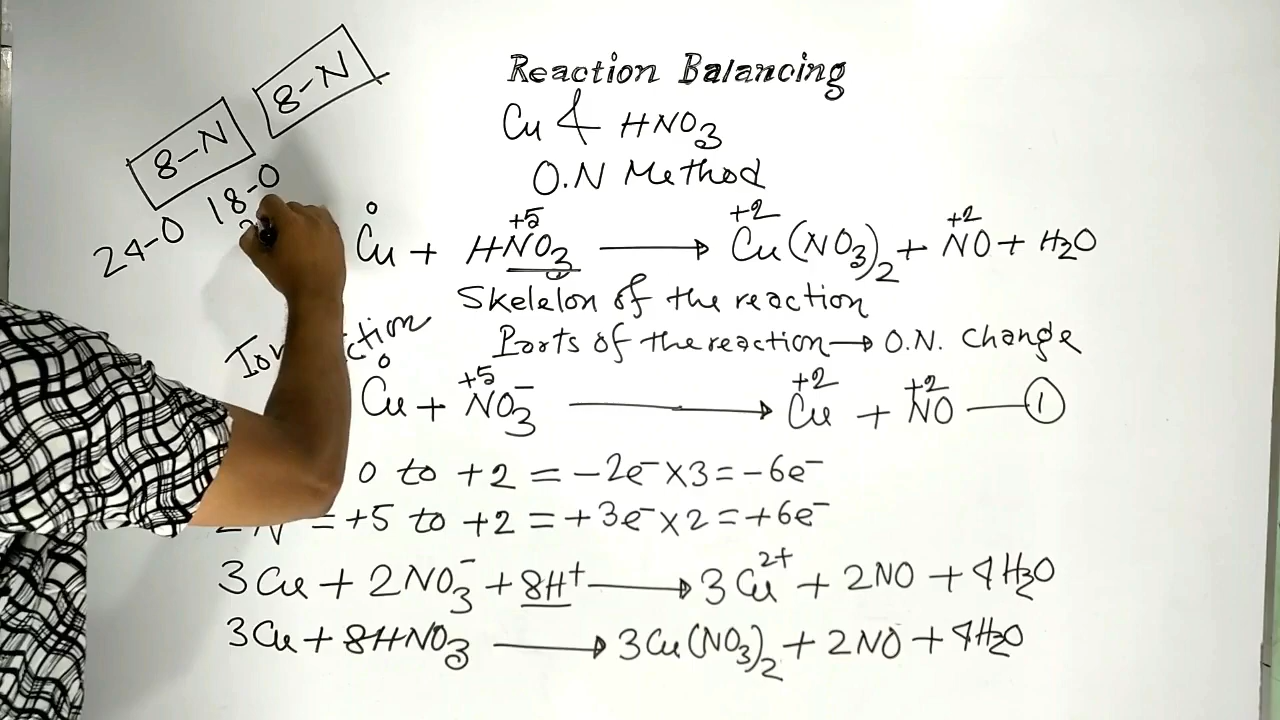 Reaction Balancing
Cu & HNO₃
O.N Method
8-N 8-N
24-O 18-O
0 +5 +2 +2
Cu + HNO₃ ⟶ Cu(NO₃)₂ + NO + H₂O
Skeleton of the reaction
Parts of the reaction → O.N. Change
0 +5 +2 +2
Cu + NO₃⁻ ⟶ Cu + NO — ①
0 to +2 = -2e⁻ × 3 = -6e⁻
= +5 to +2 = +3e⁻ × 2 = +6e⁻
3Cu + 2NO₃⁻ + 8H⁺ ⟶ 3Cu²⁺ + 2NO + 4H₂O
3Cu + 8HNO₃ ⟶ 3Cu(NO₃)₂ + 2NO + 4H₂O